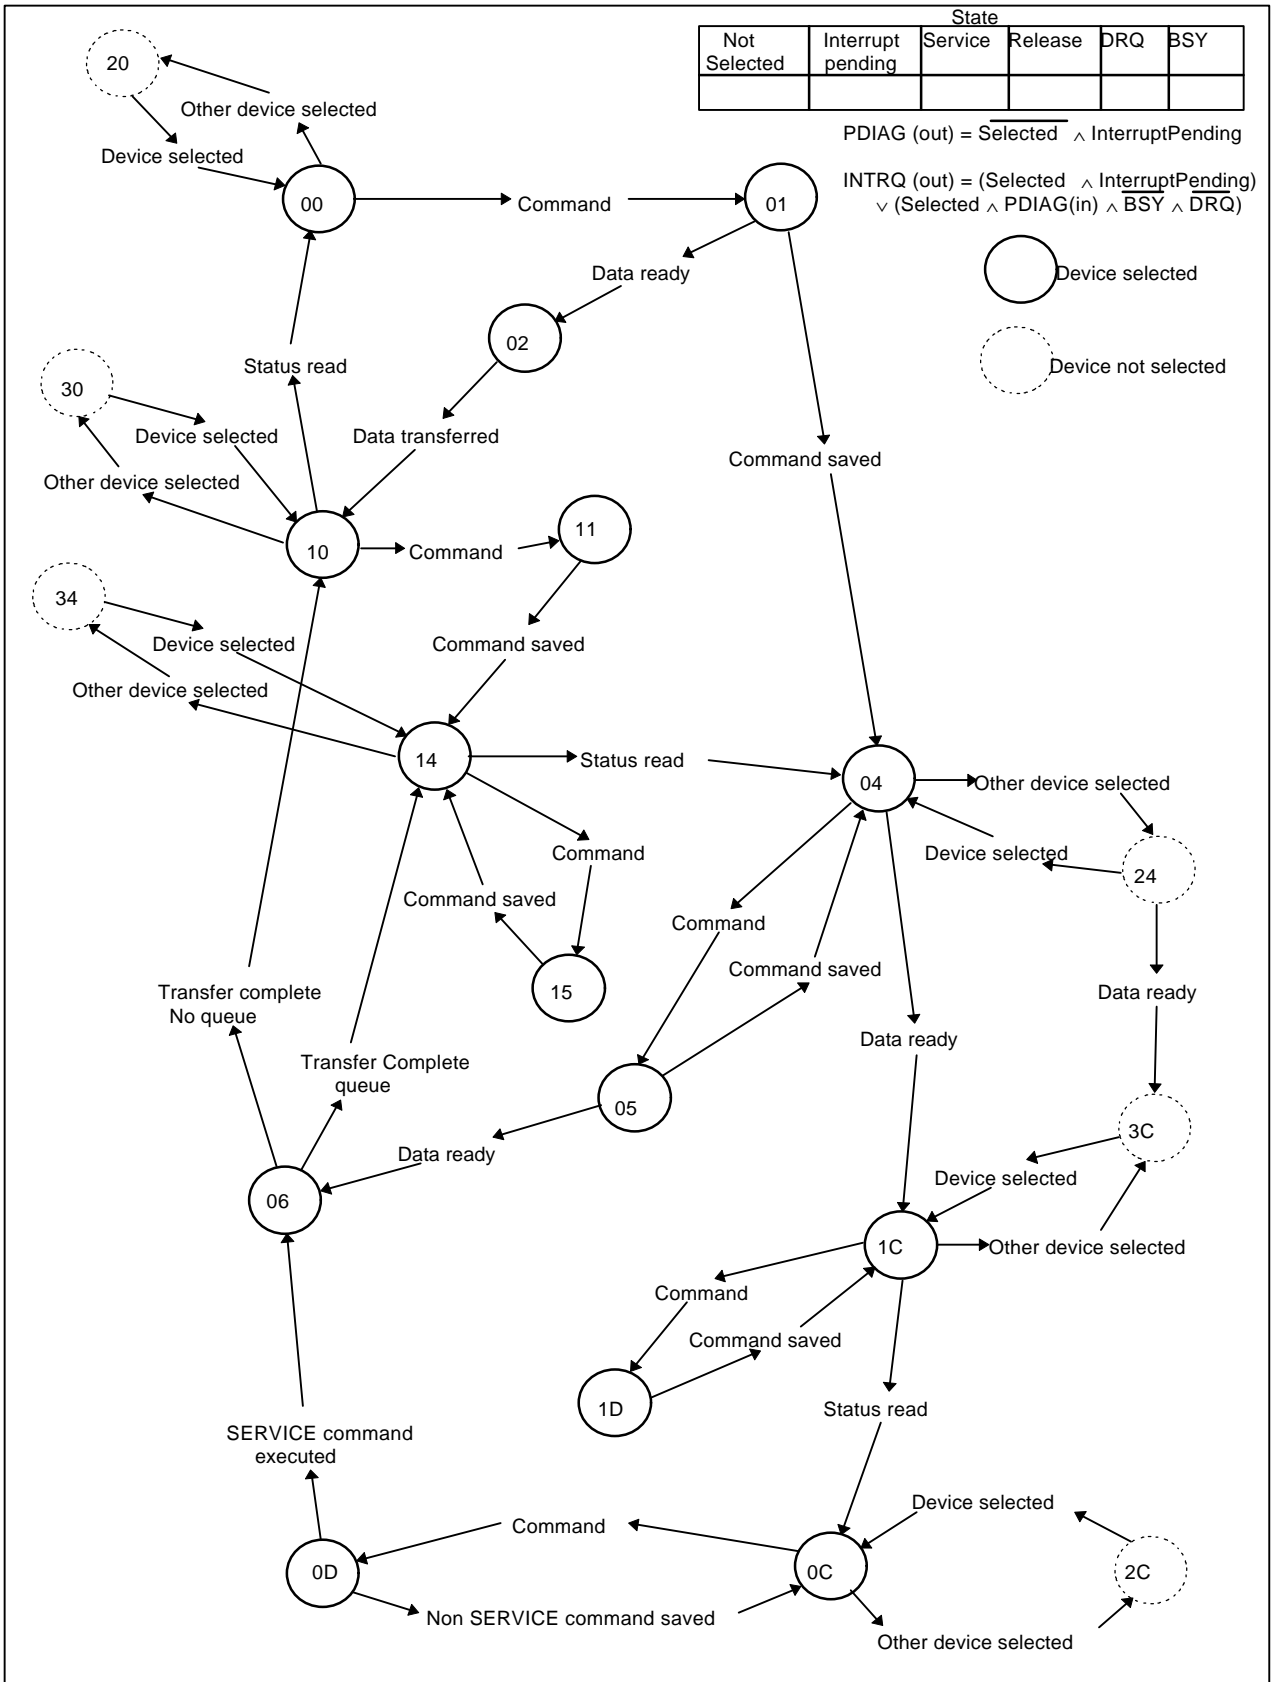 State
Not Selected
Interrupt pending
Service
Release
DRQ
BSY
PDIAG (out) = Selected ∧ InterruptPending
INTRQ (out) = (Selected ∧ InterruptPending)
∨ (Selected ∧ PDIAG(in) ∧ BSY ∧ DRQ)
Device selected
Device not selected
20
Other device selected
Device selected
00
Command
01
Data ready
02
Status read
30
Device selected
Data transferred
Other device selected
Command saved
10
Command
11
34
Device selected
Command saved
Other device selected
14
Status read
04
Other device selected
Command
Device selected
24
Command saved
Command
Command saved
15
Transfer complete
No queue
Data ready
Data ready
Transfer Complete
queue
05
3C
Data ready
Device selected
06
1C
Other device selected
Command
Command saved
1D
Status read
SERVICE command
executed
Device selected
Command
0D
0C
2C
Non SERVICE command saved
Other device selected